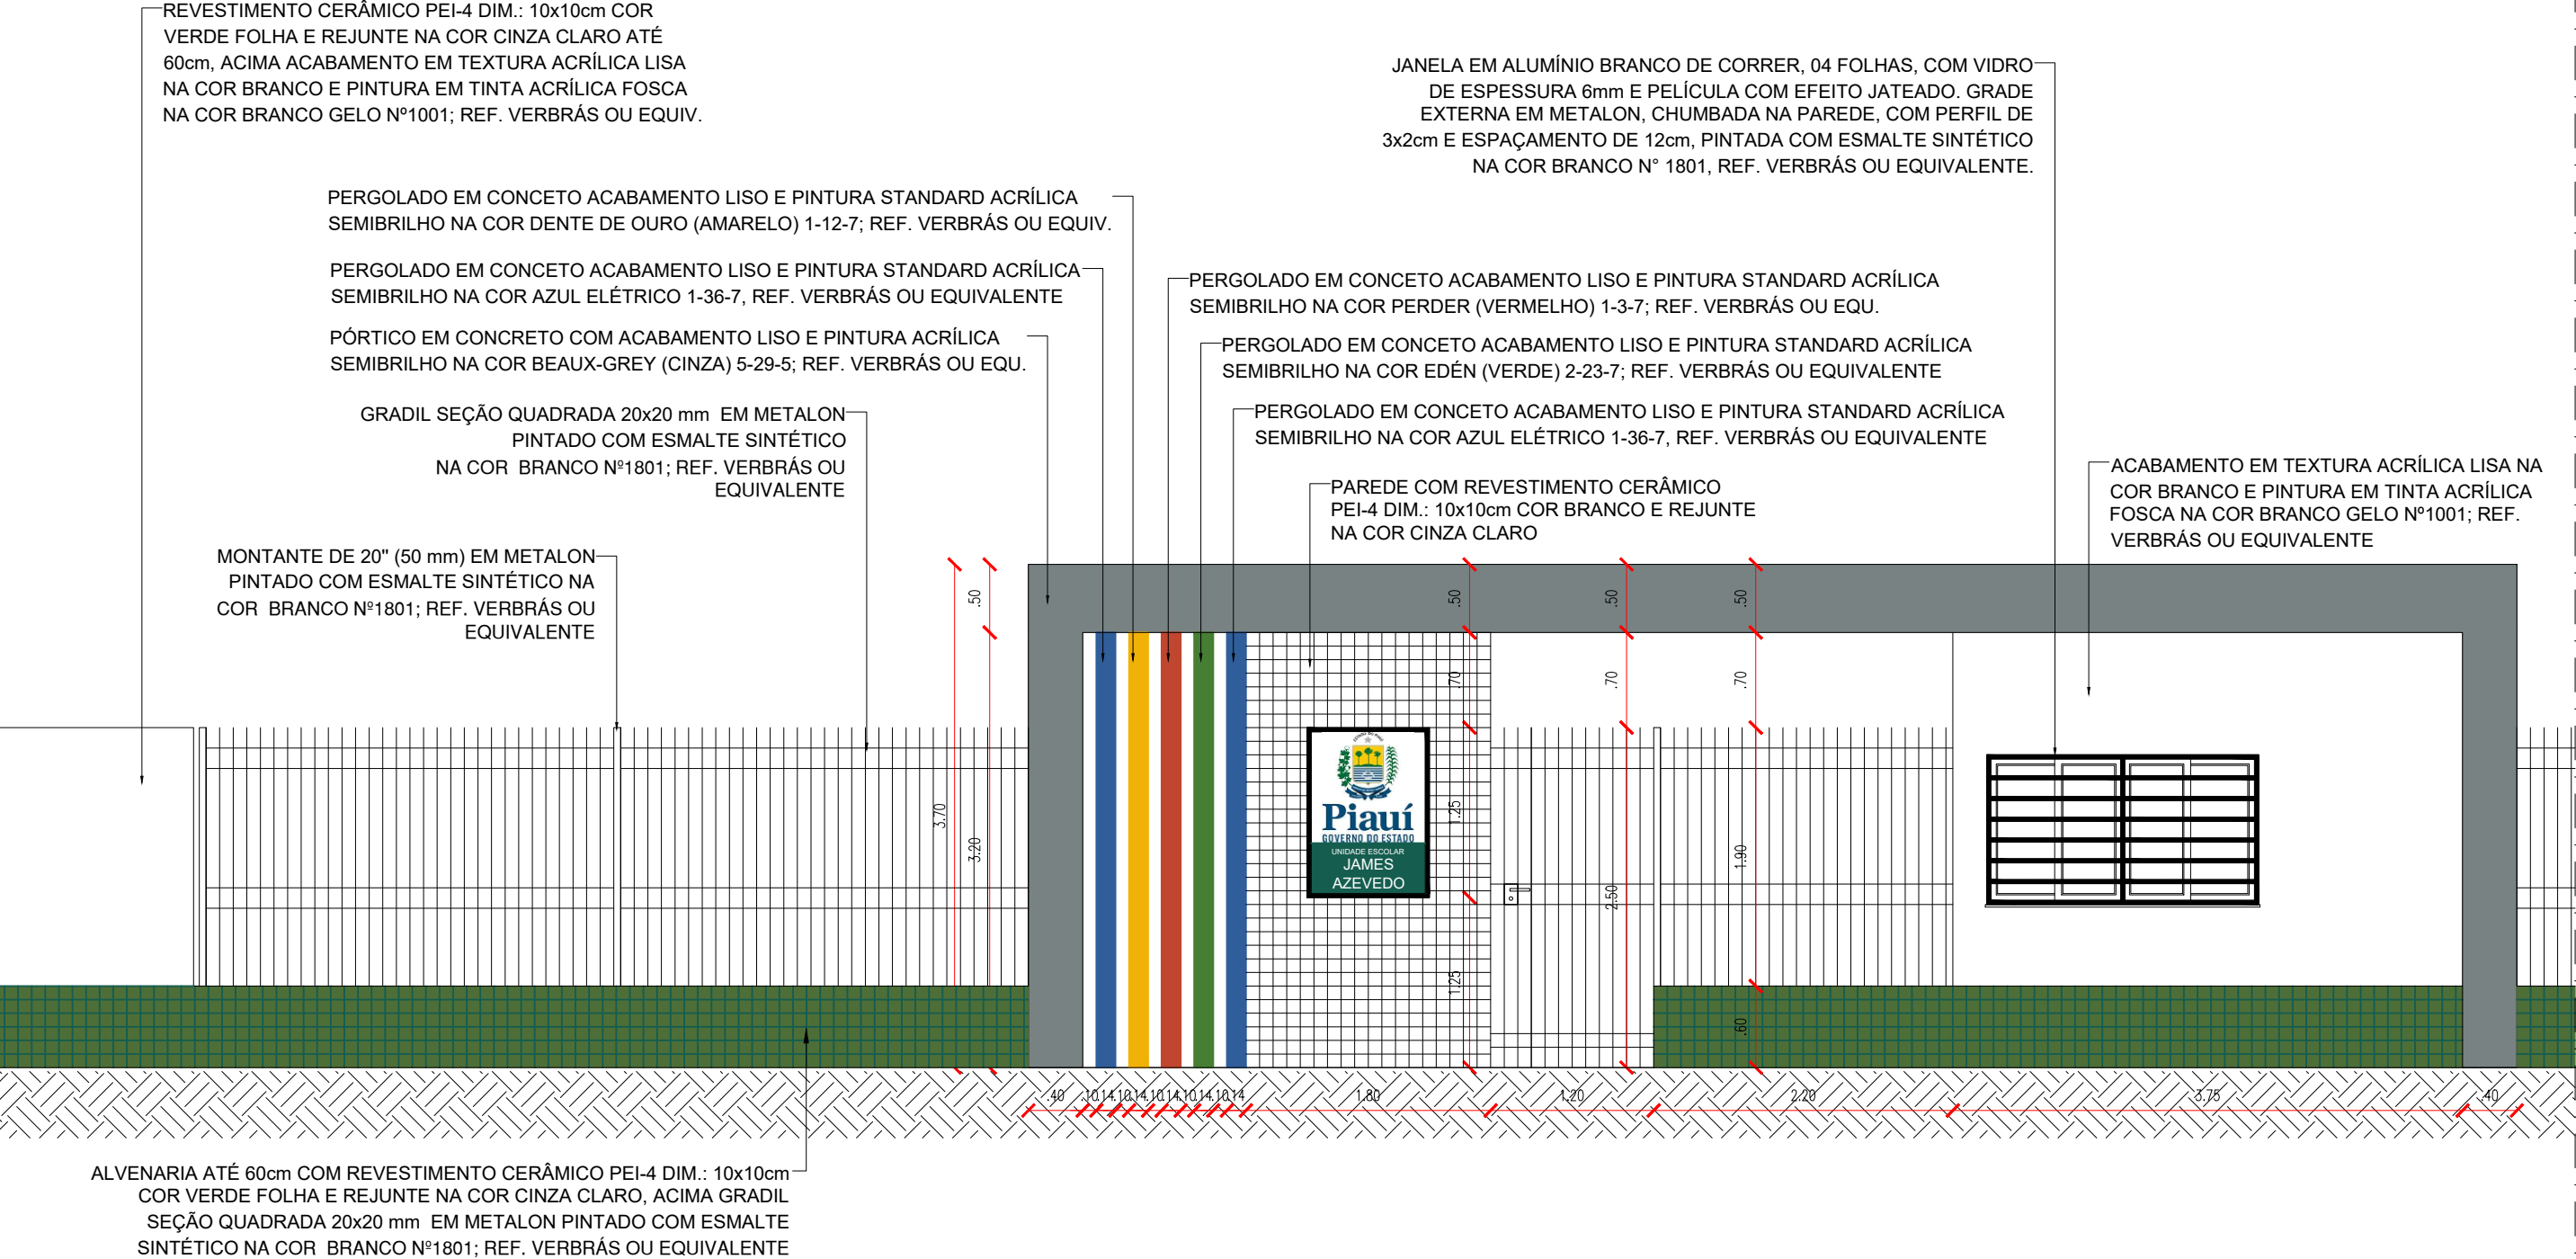 REVESTIMENTO CERÂMICO PEI-4 DIM.: 10x10cm COR
VERDE FOLHA E REJUNTE NA COR CINZA CLARO ATÉ
60cm, ACIMA ACABAMENTO EM TEXTURA ACRÍLICA LISA
NA COR BRANCO E PINTURA EM TINTA ACRÍLICA FOSCA
NA COR BRANCO GELO Nº1001; REF. VERBRÁS OU EQUIV.
JANELA EM ALUMÍNIO BRANCO DE CORRER, 04 FOLHAS, COM VIDRO
DE ESPESSURA 6mm E PELÍCULA COM EFEITO JATEADO. GRADE
EXTERNA EM METALON, CHUMBADA NA PAREDE, COM PERFIL DE
3x2cm E ESPAÇAMENTO DE 12cm, PINTADA COM ESMALTE SINTÉTICO
NA COR BRANCO N° 1801, REF. VERBRÁS OU EQUIVALENTE.
PERGOLADO EM CONCETO ACABAMENTO LISO E PINTURA STANDARD ACRÍLICA
SEMIBRILHO NA COR DENTE DE OURO (AMARELO) 1-12-7; REF. VERBRÁS OU EQUIV.
PERGOLADO EM CONCETO ACABAMENTO LISO E PINTURA STANDARD ACRÍLICA
SEMIBRILHO NA COR AZUL ELÉTRICO 1-36-7, REF. VERBRÁS OU EQUIVALENTE
PERGOLADO EM CONCETO ACABAMENTO LISO E PINTURA STANDARD ACRÍLICA
SEMIBRILHO NA COR PERDER (VERMELHO) 1-3-7; REF. VERBRÁS OU EQU.
PÓRTICO EM CONCRETO COM ACABAMENTO LISO E PINTURA ACRÍLICA
SEMIBRILHO NA COR BEAUX-GREY (CINZA) 5-29-5; REF. VERBRÁS OU EQU.
PERGOLADO EM CONCETO ACABAMENTO LISO E PINTURA STANDARD ACRÍLICA
SEMIBRILHO NA COR EDÉN (VERDE) 2-23-7; REF. VERBRÁS OU EQUIVALENTE
GRADIL SEÇÃO QUADRADA 20x20 mm EM METALON
PINTADO COM ESMALTE SINTÉTICO
NA COR BRANCO Nº1801; REF. VERBRÁS OU
EQUIVALENTE
PERGOLADO EM CONCETO ACABAMENTO LISO E PINTURA STANDARD ACRÍLICA
SEMIBRILHO NA COR AZUL ELÉTRICO 1-36-7, REF. VERBRÁS OU EQUIVALENTE
PAREDE COM REVESTIMENTO CERÂMICO
PEI-4 DIM.: 10x10cm COR BRANCO E REJUNTE
NA COR CINZA CLARO
ACABAMENTO EM TEXTURA ACRÍLICA LISA NA
COR BRANCO E PINTURA EM TINTA ACRÍLICA
FOSCA NA COR BRANCO GELO Nº1001; REF.
VERBRÁS OU EQUIVALENTE
MONTANTE DE 20" (50 mm) EM METALON
PINTADO COM ESMALTE SINTÉTICO NA
COR BRANCO Nº1801; REF. VERBRÁS OU
EQUIVALENTE
.50
.50
.50
.50
.70
.70
.70
3.70
3.20
1.25
1.90
2.50
1.25
.60
ESTADO DO PIAUÍ
Piauí
GOVERNO DO ESTADO
UNIDADE ESCOLAR
JAMES
AZEVEDO
.40 .10 .14 .10 .14 .10 .14 .10 .14 .10 .14 1.80 1.20 2.20 3.75 .40
ALVENARIA ATÉ 60cm COM REVESTIMENTO CERÂMICO PEI-4 DIM.: 10x10cm
COR VERDE FOLHA E REJUNTE NA COR CINZA CLARO, ACIMA GRADIL
SEÇÃO QUADRADA 20x20 mm EM METALON PINTADO COM ESMALTE
SINTÉTICO NA COR BRANCO Nº1801; REF. VERBRÁS OU EQUIVALENTE